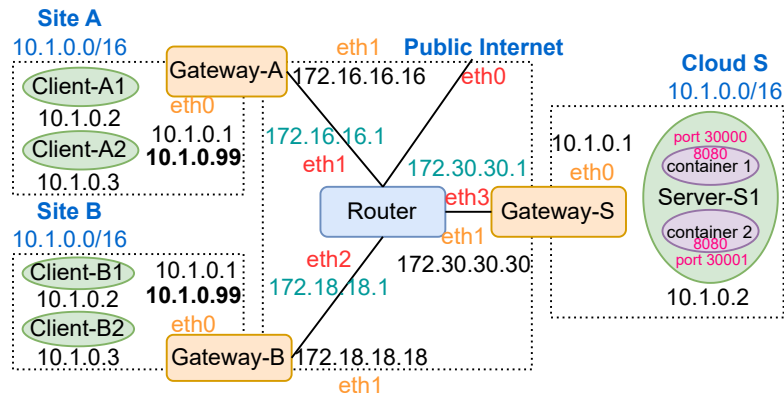 Site A
10.1.0.0/16
Client-A1
10.1.0.2
Client-A2
10.1.0.3
Gateway-A
eth0
10.1.0.1
10.1.0.99
eth1
172.16.16.16
Public Internet
eth0
172.16.16.1
eth1
Router
172.30.30.1
eth3
Gateway-S
eth1
172.30.30.30
10.1.0.1
eth0
Cloud S
10.1.0.0/16
port 30000
8080
container 1
Server-S1
container 2
8080
port 30001
10.1.0.2
Site B
10.1.0.0/16
Client-B1
10.1.0.2
Client-B2
10.1.0.3
10.1.0.1
10.1.0.99
eth0
Gateway-B
eth2
172.18.18.1
172.18.18.18
eth1